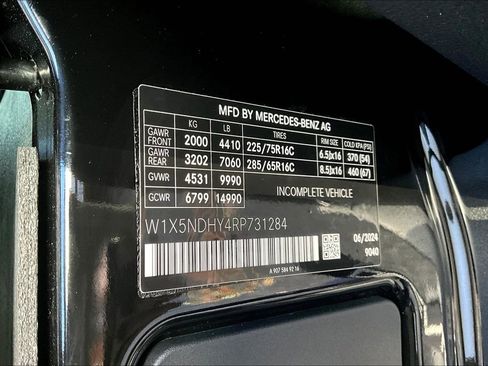 MFD BY MERCEDES-BENZ AG
KG LB TIRES RIM SIZE COLD KPA (PSI)
GAWR FRONT 2000 4410 225/75R16C 6.5Jx16 370 (54)
GAWR REAR 3202 7060 285/65R16C 8.5Jx16 460 (67)
GVWR 4531 9990
GCWR 6799 14990 INCOMPLETE VEHICLE
W1X5NDHY4RP731284
06/2024
9040
A 907 584 92 16